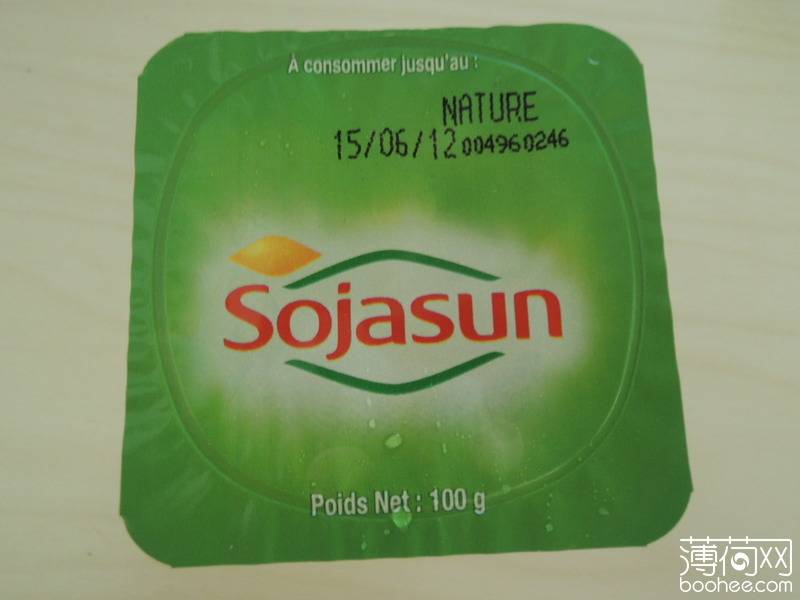 À consommer jusqu'au :
NATURE
15/06/12 004960246
Sojasun
Poids Net : 100 g
薄荷网
boohee.com